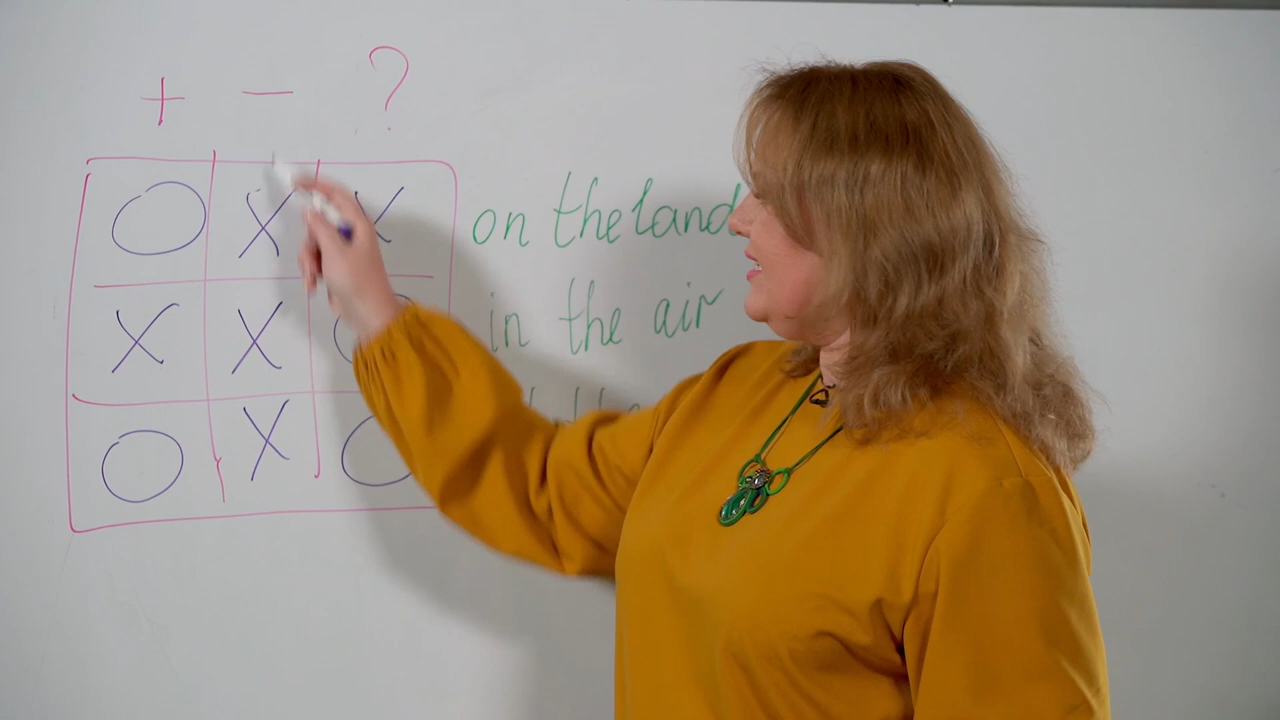 + − ?
O X X on the land
X X O in the air
O X O